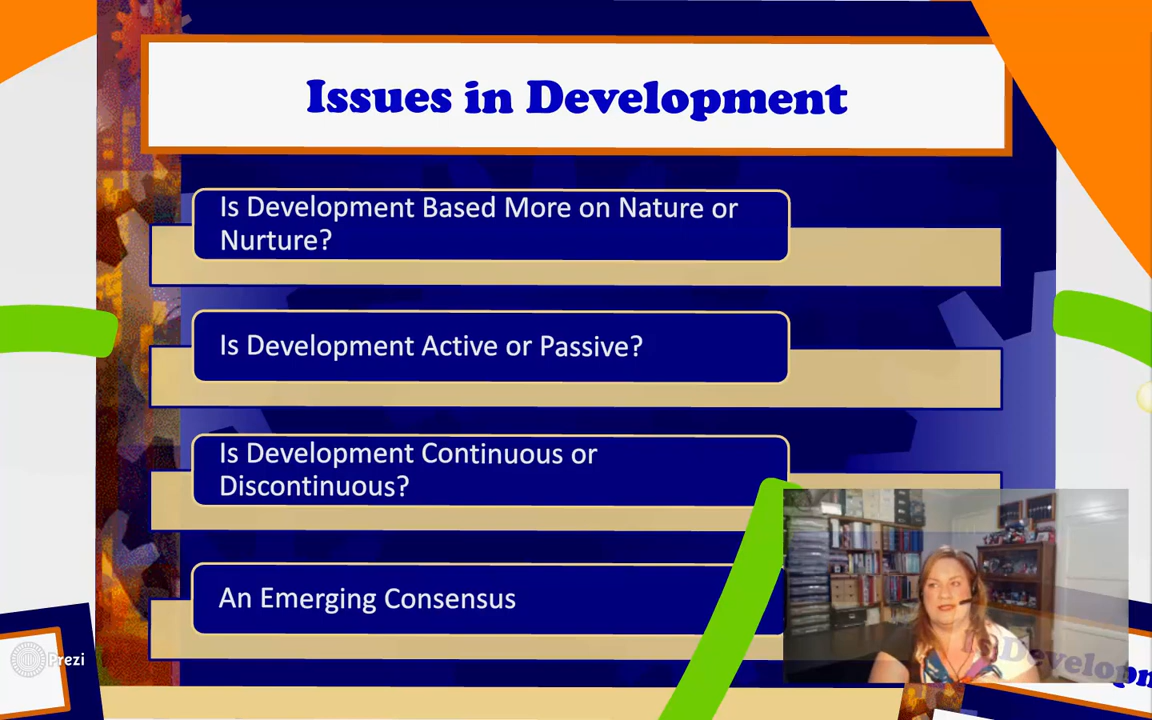 Issues in Development
Is Development Based More on Nature or
Nurture?
Is Development Active or Passive?
Is Development Continuous or
Discontinuous?
An Emerging Consensus
Prezi